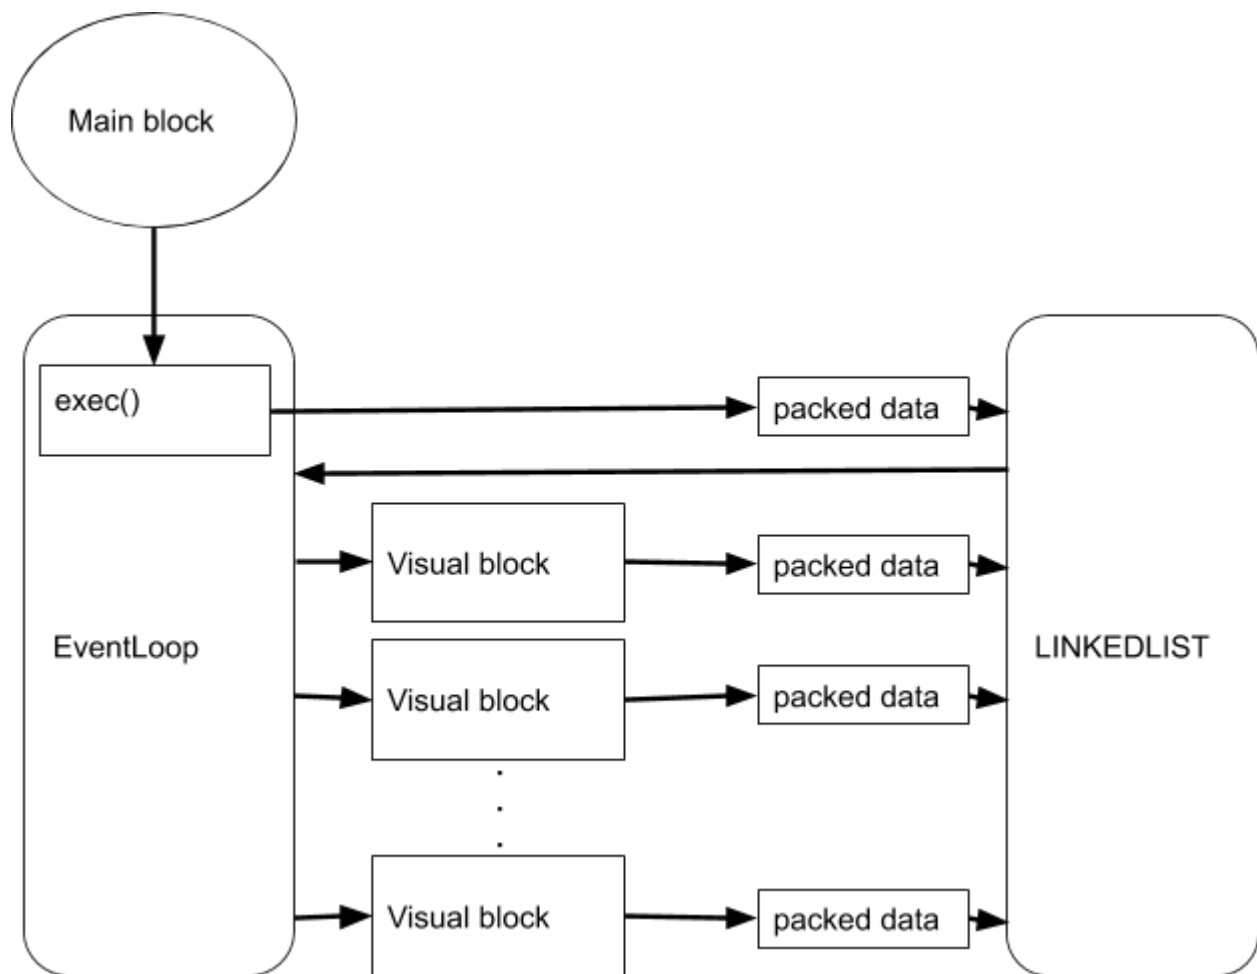 Main block
exec()
packed data
Visual block
packed data
EventLoop
LINKEDLIST
Visual block
packed data
.
.
.
Visual block
packed data